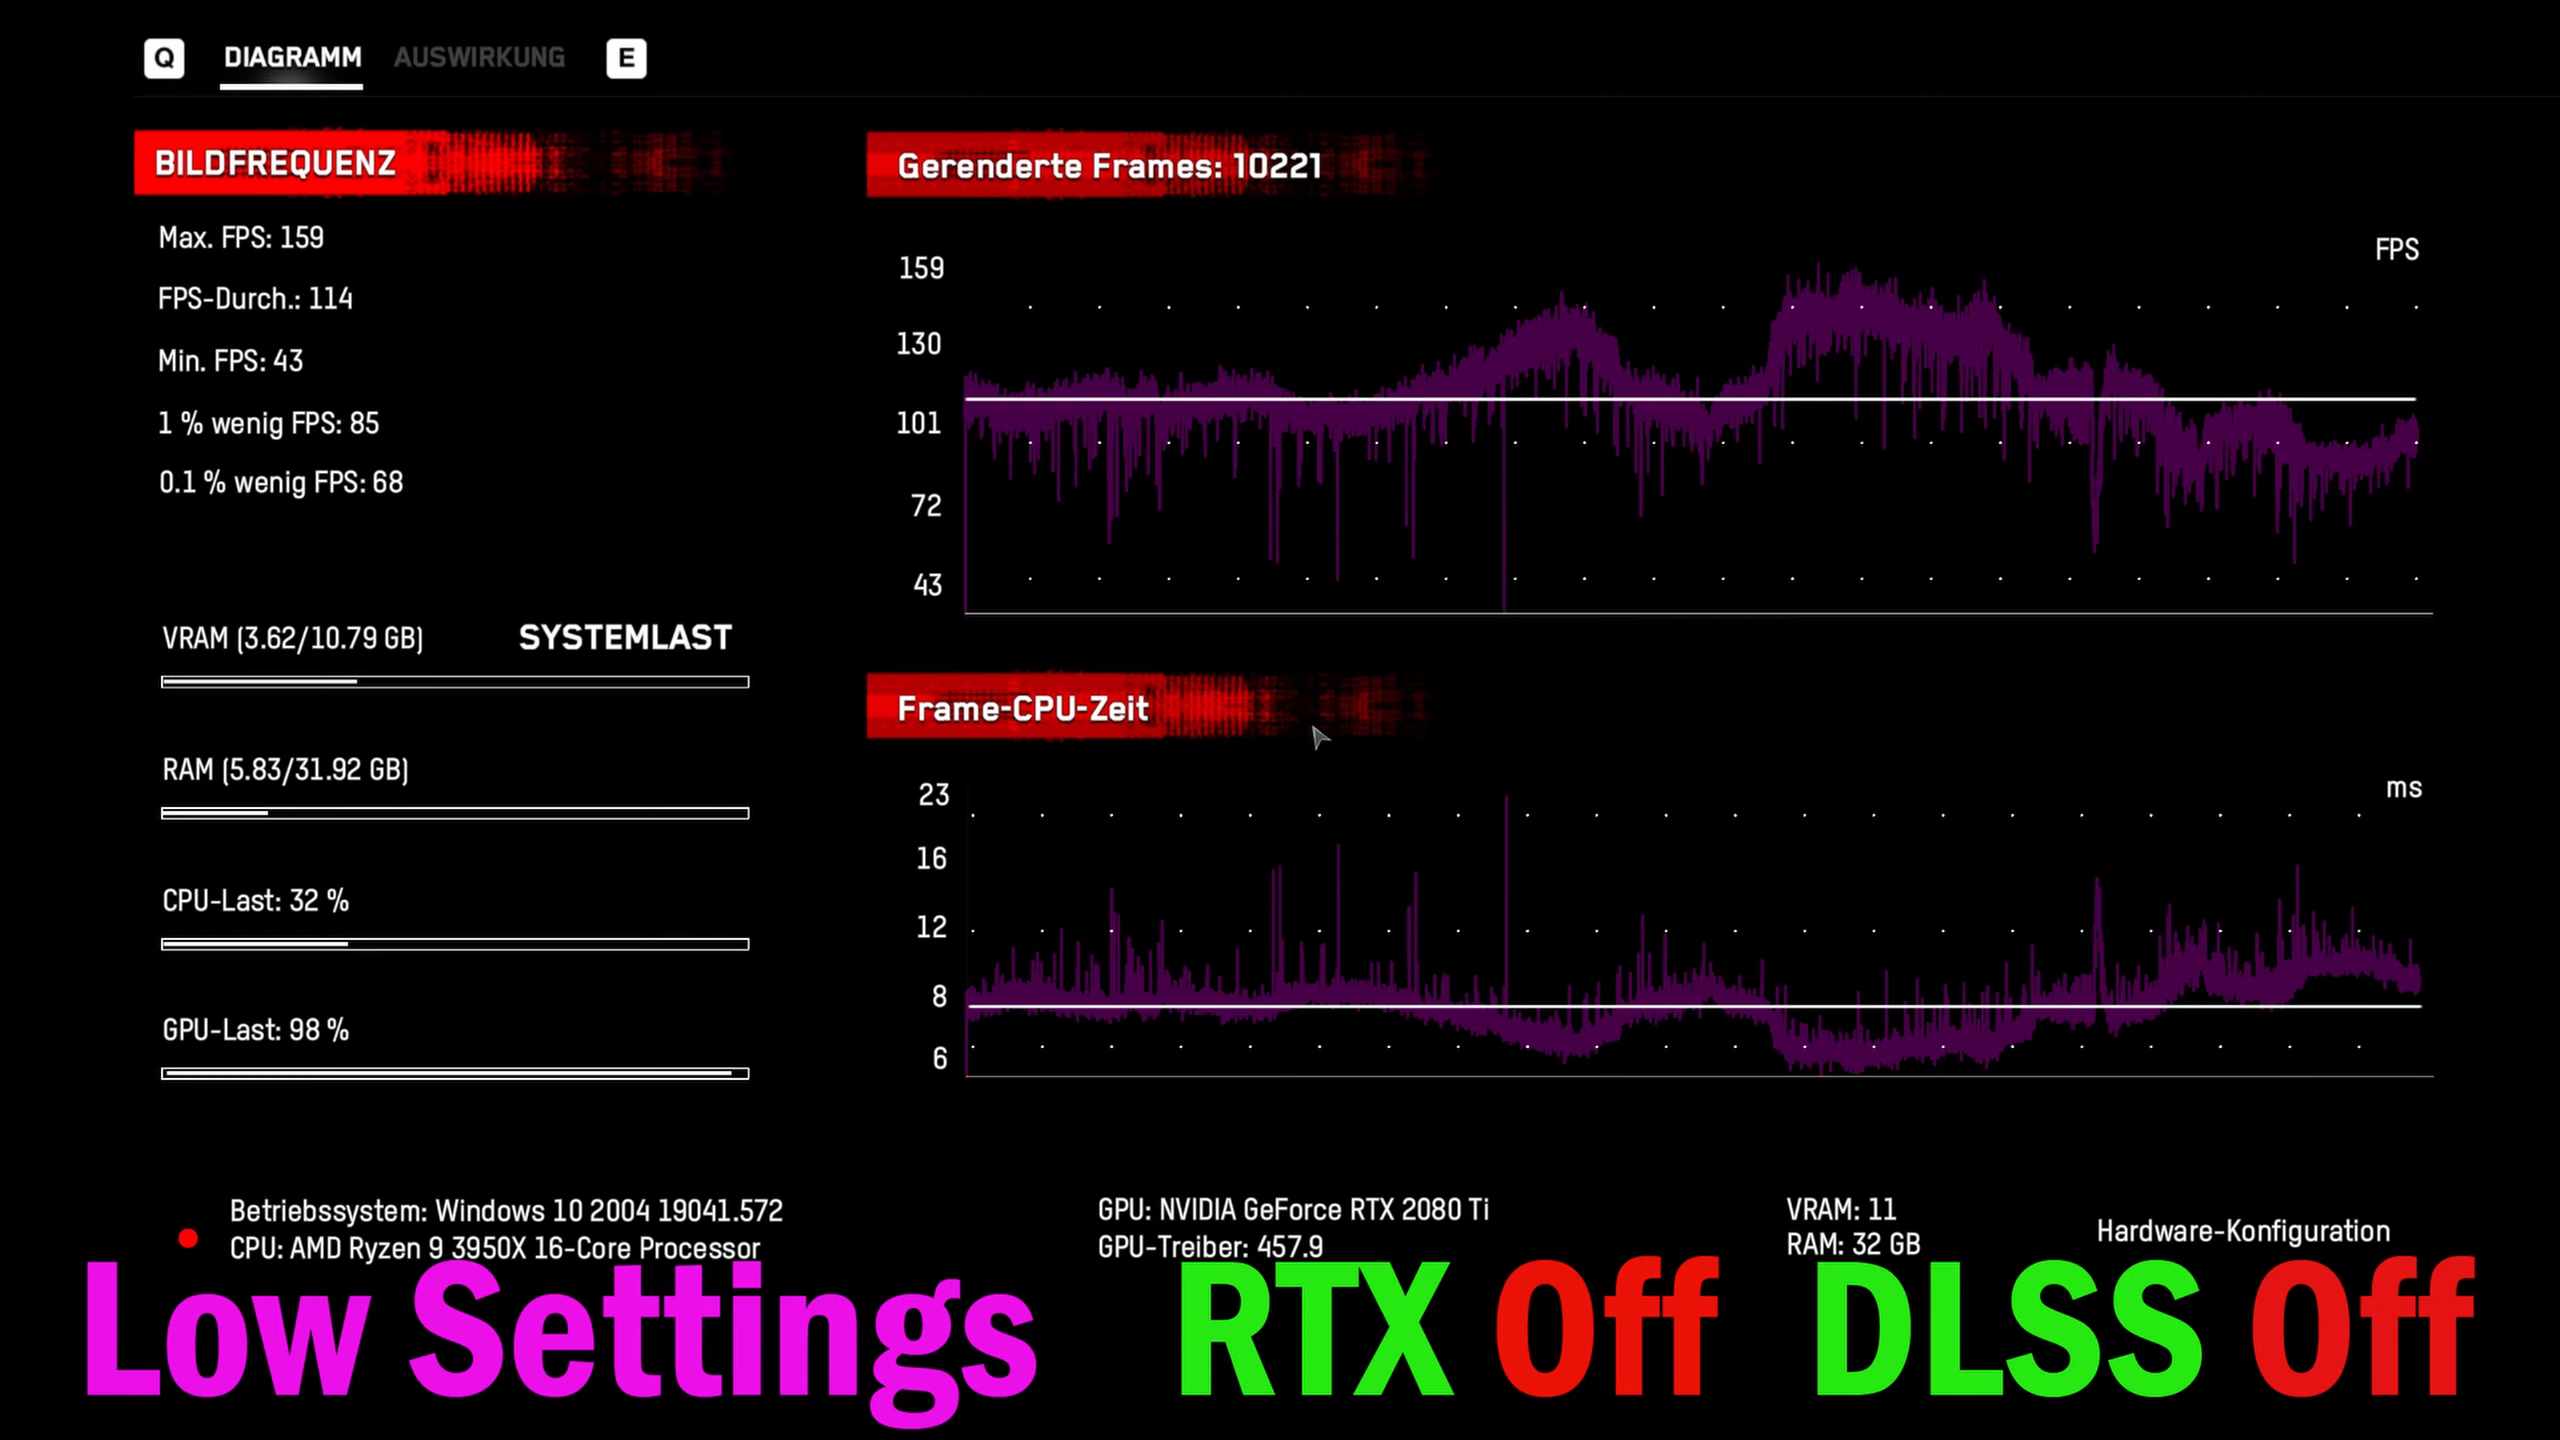 Q DIAGRAMM AUSWIRKUNG E
BILDFREQUENZ
Max. FPS: 159
FPS-Durch.: 114
Min. FPS: 43
1 % wenig FPS: 85
0.1 % wenig FPS: 68
VRAM (3.62/10.79 GB) SYSTEMLAST
RAM (5.83/31.92 GB)
CPU-Last: 32 %
GPU-Last: 98 %
Gerenderte Frames: 10221
FPS
159
130
101
72
43
Frame-CPU-Zeit
ms
23
16
12
8
6
Betriebssystem: Windows 10 2004 19041.572
CPU: AMD Ryzen 9 3950X 16-Core Processor
GPU: NVIDIA GeForce RTX 2080 Ti
GPU-Treiber: 457.9
VRAM: 11
RAM: 32 GB
Hardware-Konfiguration
Low Settings RTX Off DLSS Off